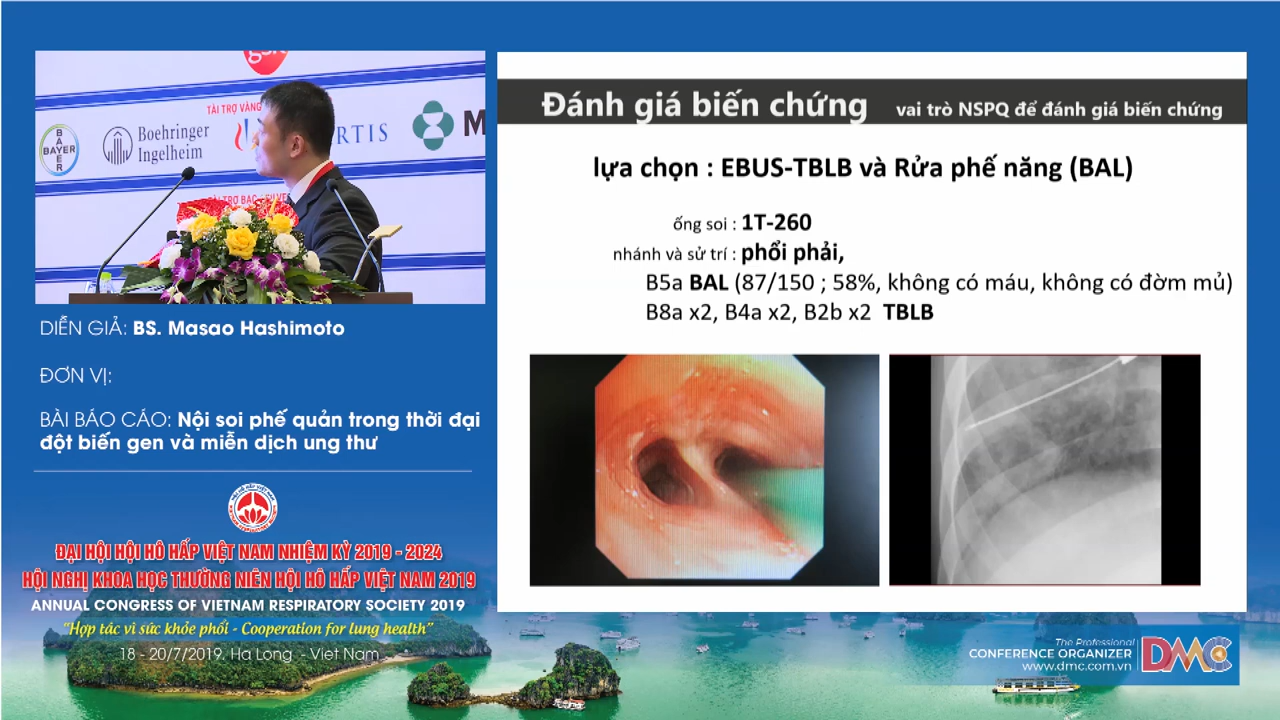 gsk
TÀI TRỢ VÀNG
BAYER
BAYER
Boehringer
Ingelheim
RTIS
M
DIỄN GIẢ: BS. Masao Hashimoto
ĐƠN VỊ:
BÀI BÁO CÁO: Nội soi phế quản trong thời đại
đột biến gen và miễn dịch ung thư
ĐẠI HỘI HỘI HÔ HẤP VIỆT NAM NHIỆM KỲ 2019 - 2024
HỘI NGHỊ KHOA HỌC THƯỜNG NIÊN HỘI HÔ HẤP VIỆT NAM 2019
ANNUAL CONGRESS OF VIETNAM RESPIRATORY SOCIETY 2019
"Hợp tác vì sức khỏe phổi - Cooperation for lung health"
18 - 20/7/2019. Ha Long - Viet Nam
Đánh giá biến chứng vai trò NSPQ để đánh giá biến chứng
lựa chọn : EBUS-TBLB và Rửa phế năng (BAL)
ống soi : 1T-260
nhánh và sử trí : phổi phải,
B5a BAL (87/150 ; 58%, không có máu, không có đờm mủ)
B8a x2, B4a x2, B2b x2 TBLB
The Professional
CONFERENCE ORGANIZER
www.dmc.com.vn
DMC